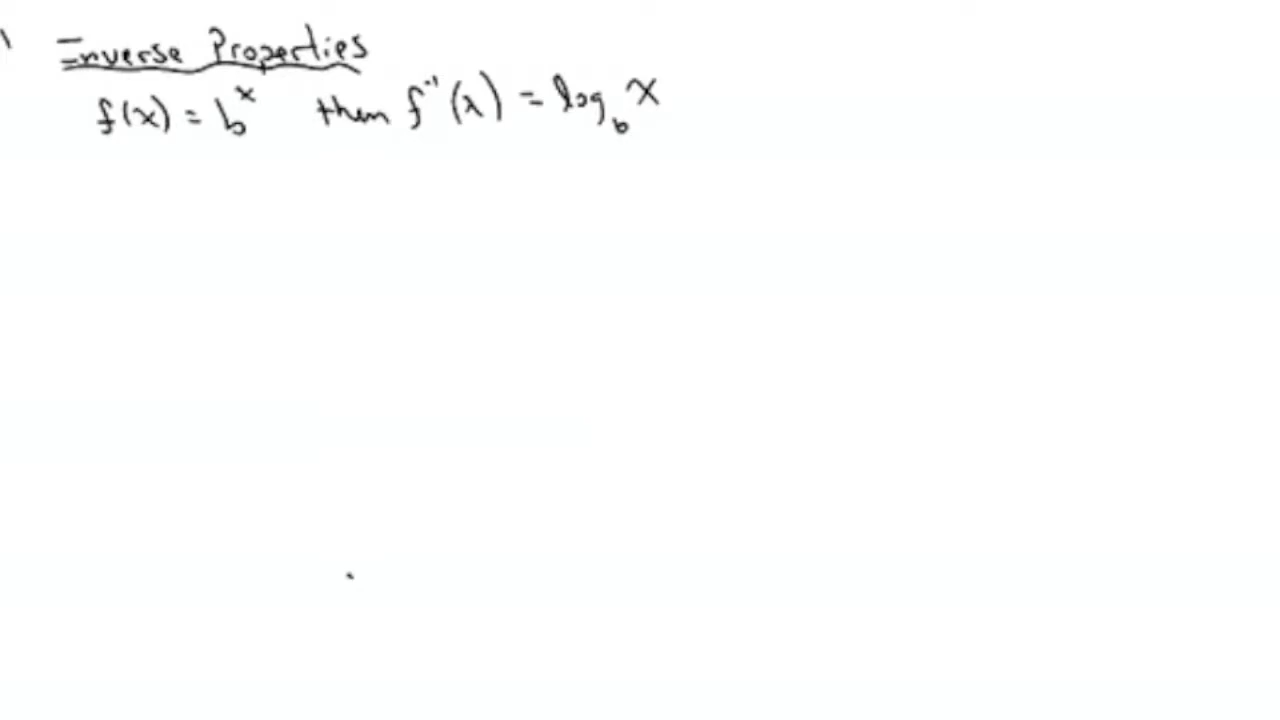 Inverse Properties
f(x) = b^x then f^-1(x) = log_b x